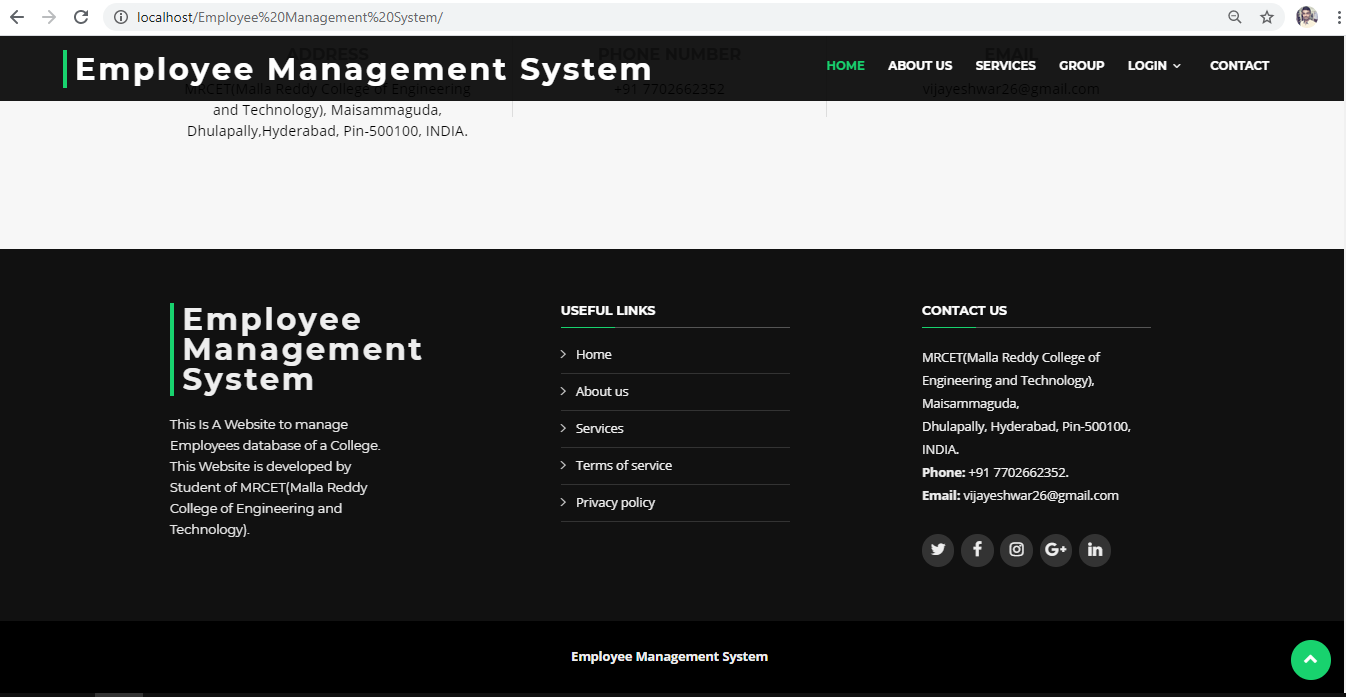 localhost/Employee%20Management%20System/
ADDRESS
PHONE NUMBER
EMAIL
Employee Management System
HOME
ABOUT US
SERVICES
GROUP
LOGIN
CONTACT
MRCET(Malla Reddy College of Engineering
and Technology), Maisammaguda,
Dhulapally,Hyderabad, Pin-500100, INDIA.
+91 7702662352
vijayeshwar26@gmail.com
Employee
Management
System
This Is A Website to manage
Employees database of a College.
This Website is developed by
Student of MRCET(Malla Reddy
College of Engineering and
Technology).
USEFUL LINKS
Home
About us
Services
Terms of service
Privacy policy
CONTACT US
MRCET(Malla Reddy College of
Engineering and Technology),
Maisammaguda,
Dhulapally, Hyderabad, Pin-500100,
INDIA.
Phone: +91 7702662352.
Email: vijayeshwar26@gmail.com
Employee Management System